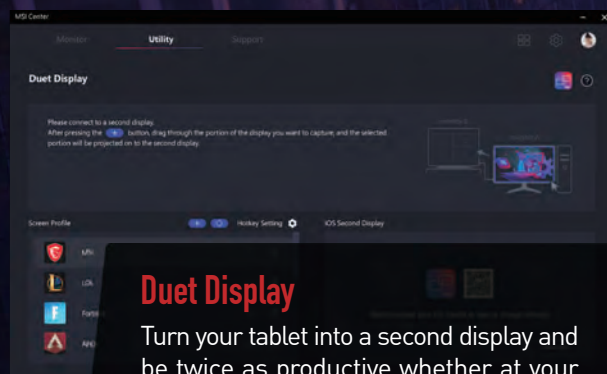 MSI Center
Monitor
Utility
Support
Duet Display
Please connect to a second display.
After pressing the + button, drag through the portion of the display you want to capture, and the selected
portion will be projected on to the second display.
Screen Profile
Hotkey Setting
iOS Second Display
MSI
LOL
Duet Display
Turn your tablet into a second display and
be twice as productive whether at your